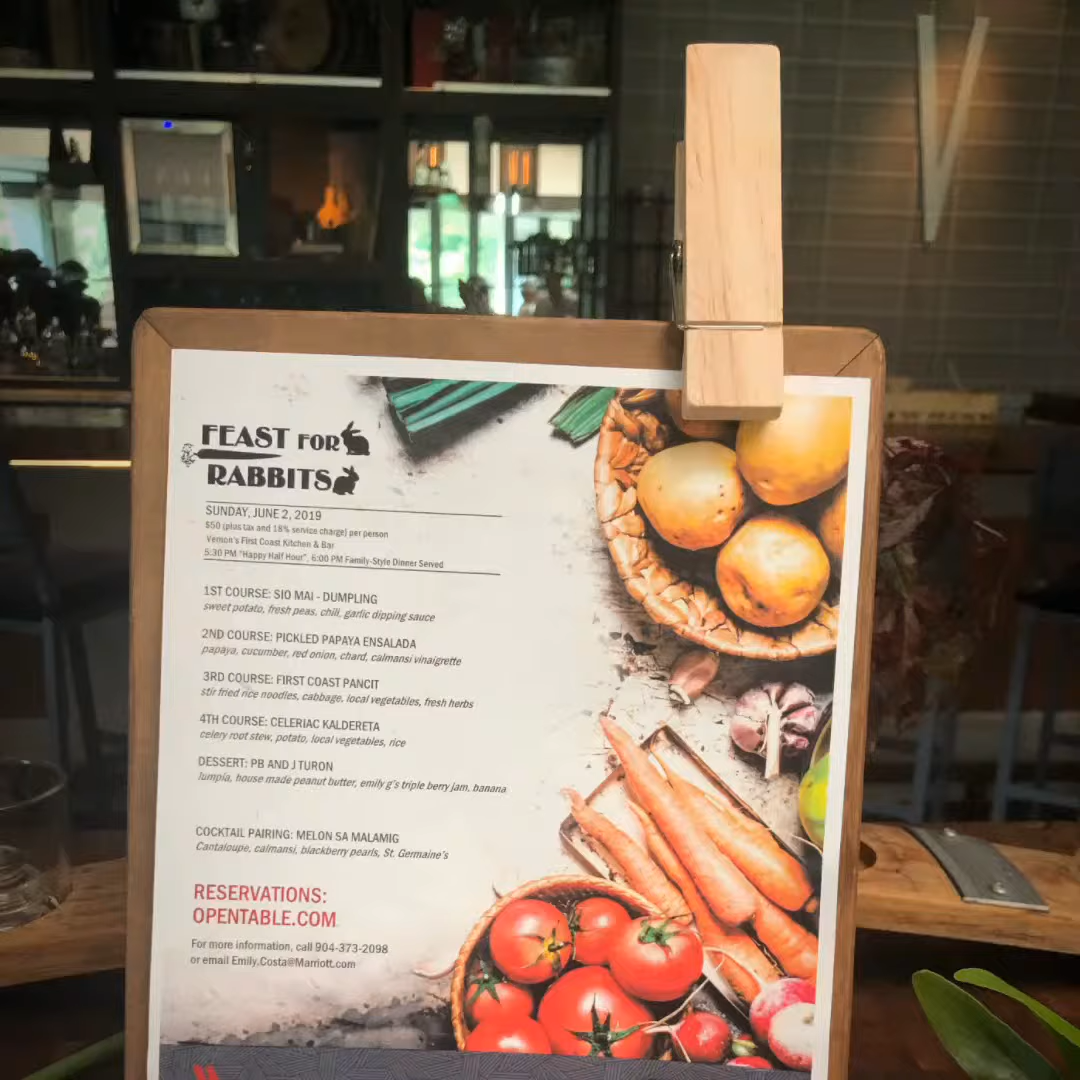 V
FEAST FOR
RABBITS
SUNDAY, JUNE 2, 2019
$50 (plus tax and 18% service charge) per person
Vernon's First Coast Kitchen & Bar
5:30 PM "Happy Half Hour", 6:00 PM Family-Style Dinner Served
1ST COURSE: SIO MAI - DUMPLING
sweet potato, fresh peas, chili, garlic dipping sauce
2ND COURSE: PICKLED PAPAYA ENSALADA
papaya, cucumber, red onion, chard, calmansi vinaigrette
3RD COURSE: FIRST COAST PANCIT
stir fried rice noodles, cabbage, local vegetables, fresh herbs
4TH COURSE: CELERIAC KALDERETA
celery root stew, potato, local vegetables, rice
DESSERT: PB AND J TURON
lumpia, house made peanut butter, emily g's triple berry jam, banana
COCKTAIL PAIRING: MELON SA MALAMIG
Cantaloupe, calmansi, blackberry pearls, St. Germaine's
RESERVATIONS:
OPENTABLE.COM
For more information, call 904-373-2098
or email Emily.Costa@Marriott.com